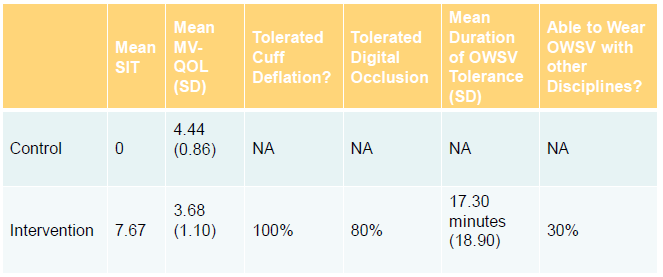 Mean
SIT
Mean
MV-
QOL
(SD)
Tolerated
Cuff
Deflation?
Tolerated
Digital
Occlusion
Mean
Duration
of OWSV
Tolerance
(SD)
Able to Wear
OWSV with
other
Disciplines?
Control
0
4.44
(0.86)
NA
NA
NA
NA
Intervention
7.67
3.68
(1.10)
100%
80%
17.30
minutes
(18.90)
30%